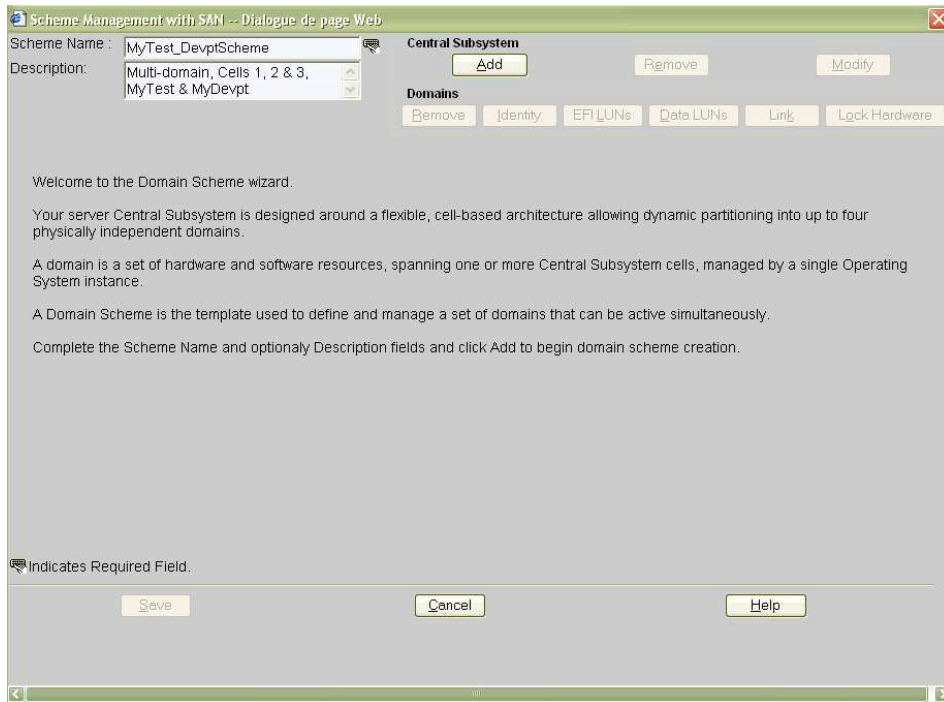 Scheme Management with SAN -- Dialogue de page Web
Scheme Name :
MyTest_DevptScheme
Description:
Multi-domain, Cells 1, 2 & 3,
MyTest & MyDevpt
Central Subsystem
Add
Remove
Modify
Domains
Remove
Identity
EFI LUNs
Data LUNs
Link
Lock Hardware
Welcome to the Domain Scheme wizard.
Your server Central Subsystem is designed around a flexible, cell-based architecture allowing dynamic partitioning into up to four
physically independent domains.
A domain is a set of hardware and software resources, spanning one or more Central Subsystem cells, managed by a single Operating
System instance.
A Domain Scheme is the template used to define and manage a set of domains that can be active simultaneously.
Complete the Scheme Name and optionaly Description fields and click Add to begin domain scheme creation.
Indicates Required Field.
Save
Cancel
Help